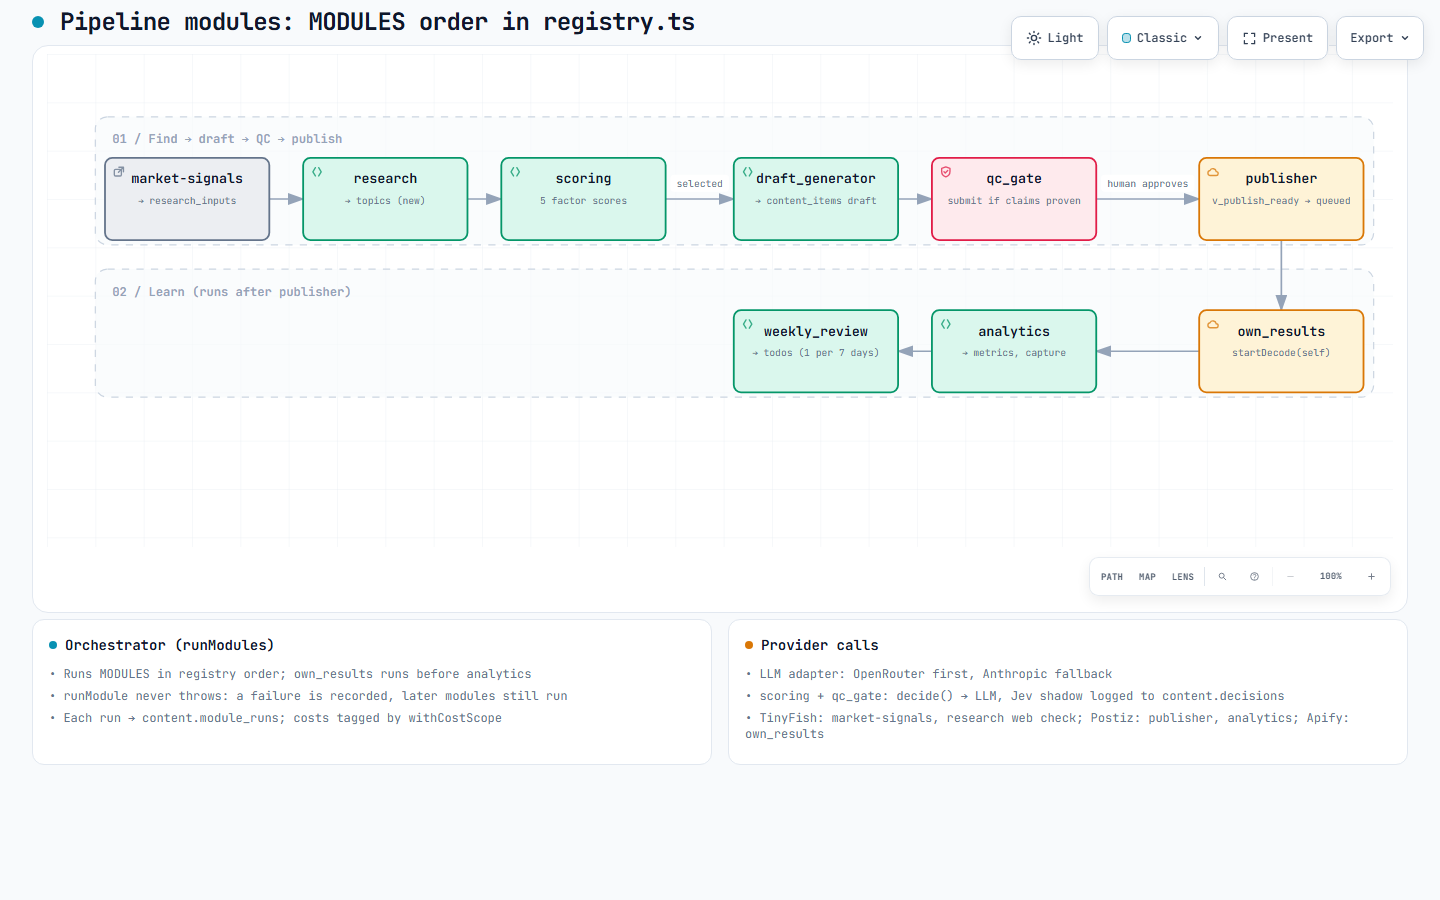 Pipeline modules: MODULES order in registry.ts
Light
Classic
Present
Export
01 / Find → draft → QC → publish
market-signals
→ research_inputs
research
→ topics (new)
scoring
5 factor scores
selected
draft_generator
→ content_items draft
qc_gate
submit if claims proven
human approves
publisher
v_publish_ready → queued
02 / Learn (runs after publisher)
weekly_review
→ todos (1 per 7 days)
analytics
→ metrics, capture
own_results
startDecode(self)
PATH MAP LENS − 100% +
Orchestrator (runModules)
• Runs MODULES in registry order; own_results runs before analytics
• runModule never throws: a failure is recorded, later modules still run
• Each run → content.module_runs; costs tagged by withCostScope
Provider calls
• LLM adapter: OpenRouter first, Anthropic fallback
• scoring + qc_gate: decide() → LLM, Jev shadow logged to content.decisions
• TinyFish: market-signals, research web check; Postiz: publisher, analytics; Apify:
own_results